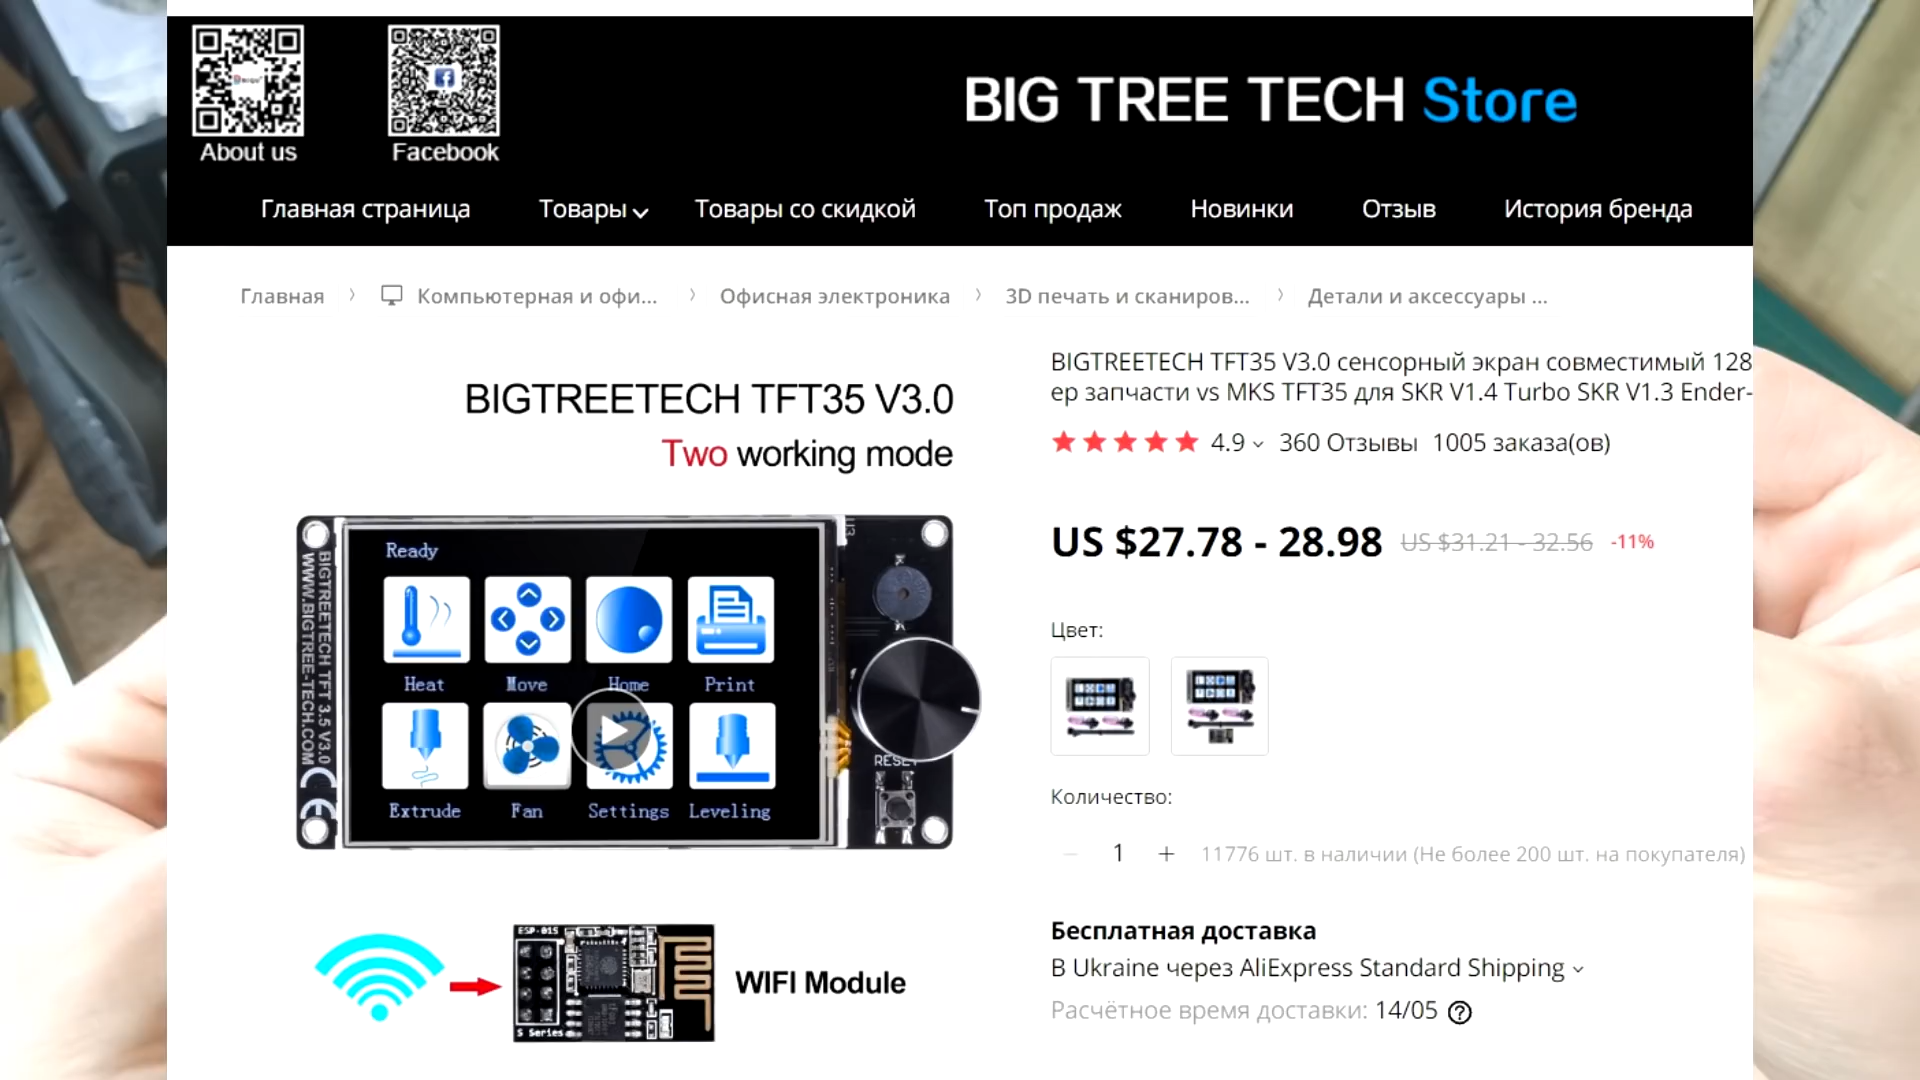 About us
Facebook
BIG TREE TECH Store
Главная страница
Товары
Товары со скидкой
Топ продаж
Новинки
Отзыв
История бренда
Главная
Компьютерная и офи...
Офисная электроника
3D печать и сканиров...
Детали и аксессуары ...
BIGTREETECH TFT35 V3.0
Two working mode
Ready
Heat
Move
Home
Print
Extrude
Fan
Settings
Leveling
BIGTREETECH TFT 3.5 V3.0
WWW.BIGTREE-TECH.COM
CE
RESET
ESP-01S
S Series
WIFI Module
BIGTREETECH TFT35 V3.0 сенсорный экран совместимый 128
ер запчасти vs MKS TFT35 для SKR V1.4 Turbo SKR V1.3 Ender-
4.9
360 Отзывы
1005 заказа(ов)
US $27.78 - 28.98
US $31.21 - 32.56
-11%
Цвет:
Количество:
1
11776 шт. в наличии (Не более 200 шт. на покупателя)
Бесплатная доставка
В Ukraine через AliExpress Standard Shipping
Расчётное время доставки: 14/05